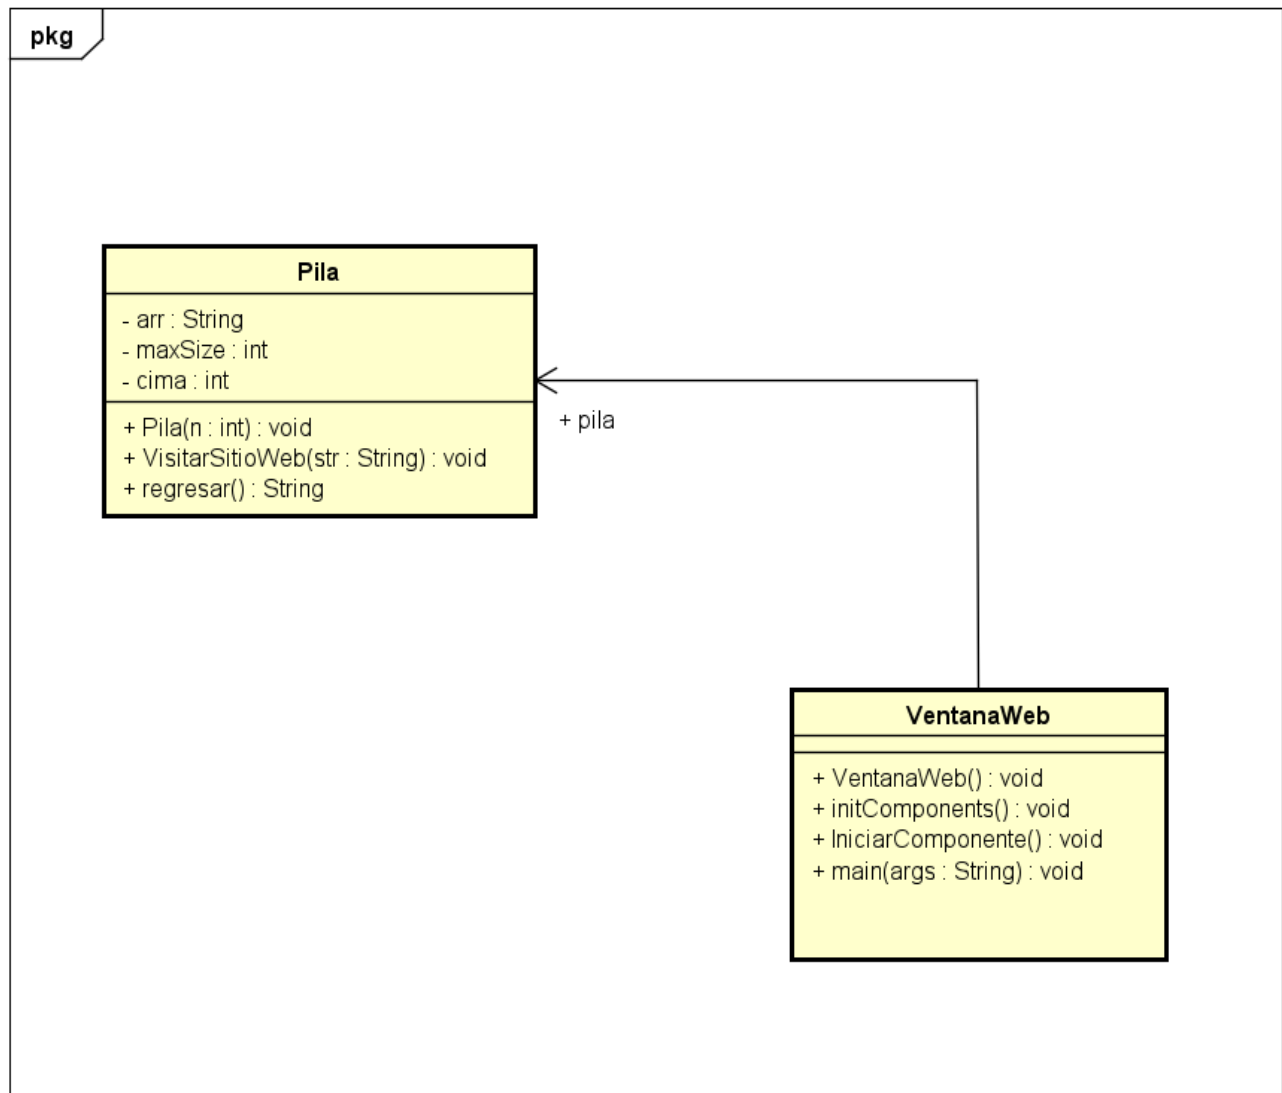 pkg
Pila
- arr : String
- maxSize : int
- cima : int
+ Pila(n : int) : void
+ VisitarSitioWeb(str : String) : void
+ regresar() : String
+ pila
VentanaWeb
+ VentanaWeb() : void
+ initComponents() : void
+ IniciarComponente() : void
+ main(args : String) : void